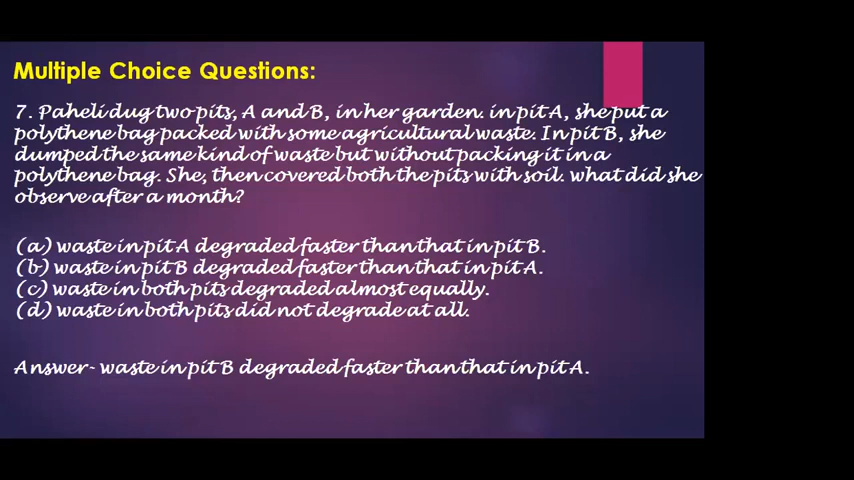 Multiple Choice Questions:
7. Paheli dug two pits, A and B, in her garden. in pit A, she put a
polythene bag packed with some agricultural waste. In pit B, she
dumped the same kind of waste but without packing it in a
polythene bag. She, then covered both the pits with soil. what did she
observe after a month?
(a) waste in pit A degraded faster than that in pit B.
(b) waste in pit B degraded faster than that in pit A.
(c) waste in both pits degraded almost equally.
(d) waste in both pits did not degrade at all.
Answer- waste in pit B degraded faster than that in pit A.